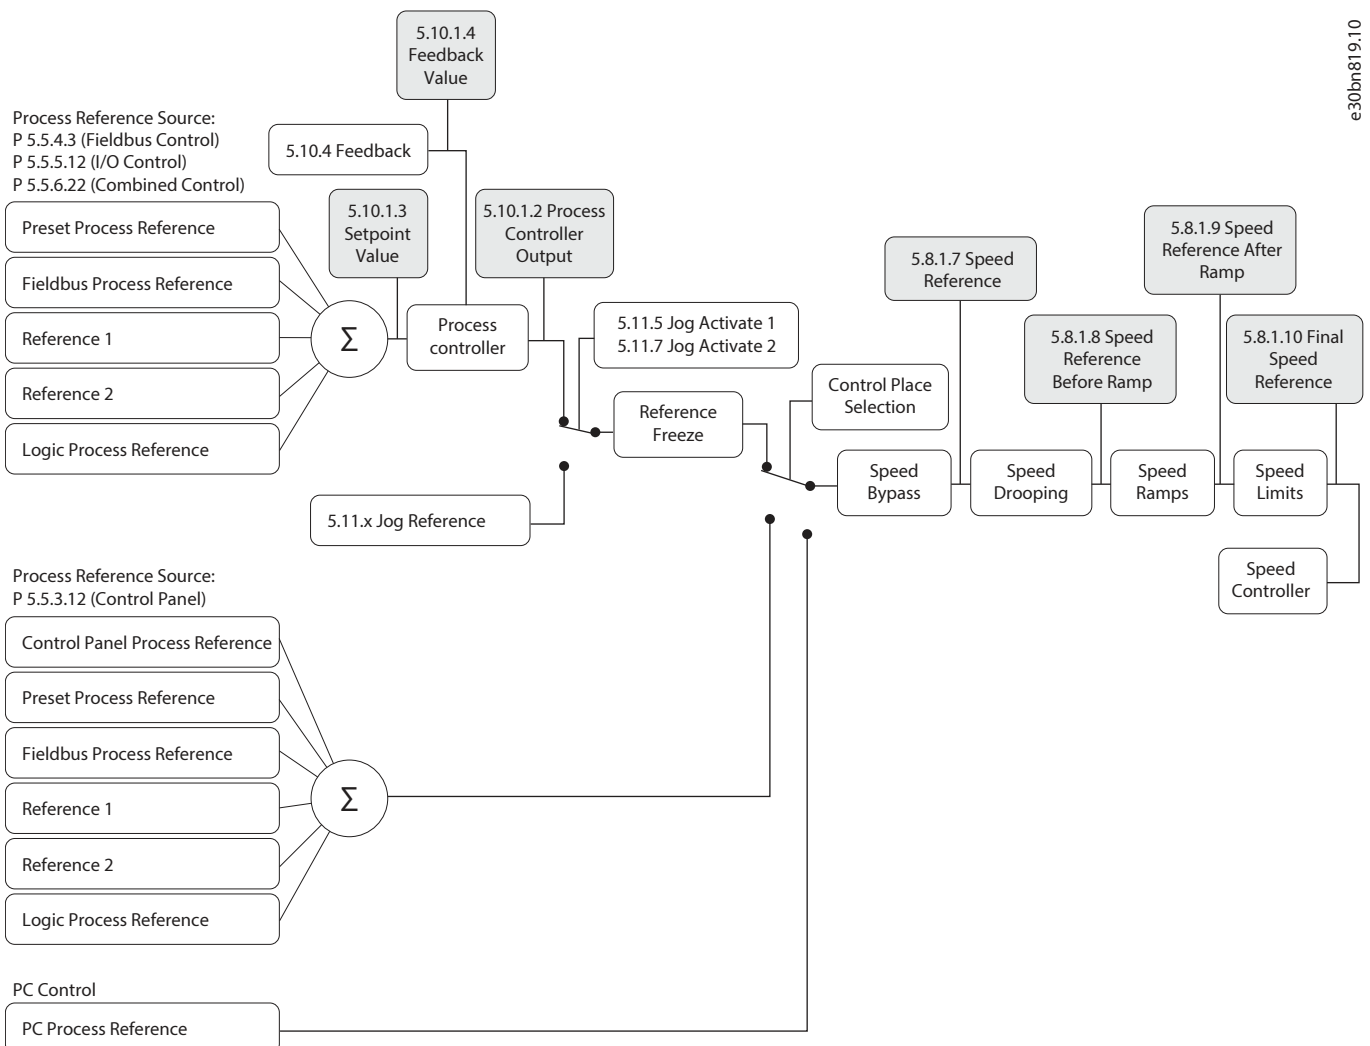 e30bn819.10
5.10.1.4
Feedback
Value
Process Reference Source:
P 5.5.4.3 (Fieldbus Control)
P 5.5.5.12 (I/O Control)
P 5.5.6.22 (Combined Control)
5.10.4 Feedback
Preset Process Reference
Fieldbus Process Reference
Reference 1
Reference 2
Logic Process Reference
Σ
5.10.1.3
Setpoint
Value
Process
controller
5.10.1.2 Process
Controller
Output
5.11.5 Jog Activate 1
5.11.7 Jog Activate 2
5.11.x Jog Reference
Reference
Freeze
Control Place
Selection
Speed
Bypass
5.8.1.7 Speed
Reference
Speed
Drooping
5.8.1.8 Speed
Reference
Before Ramp
Speed
Ramps
5.8.1.9 Speed
Reference After
Ramp
Speed
Limits
5.8.1.10 Final
Speed
Reference
Speed
Controller
Process Reference Source:
P 5.5.3.12 (Control Panel)
Control Panel Process Reference
Preset Process Reference
Fieldbus Process Reference
Reference 1
Reference 2
Logic Process Reference
Σ
PC Control
PC Process Reference